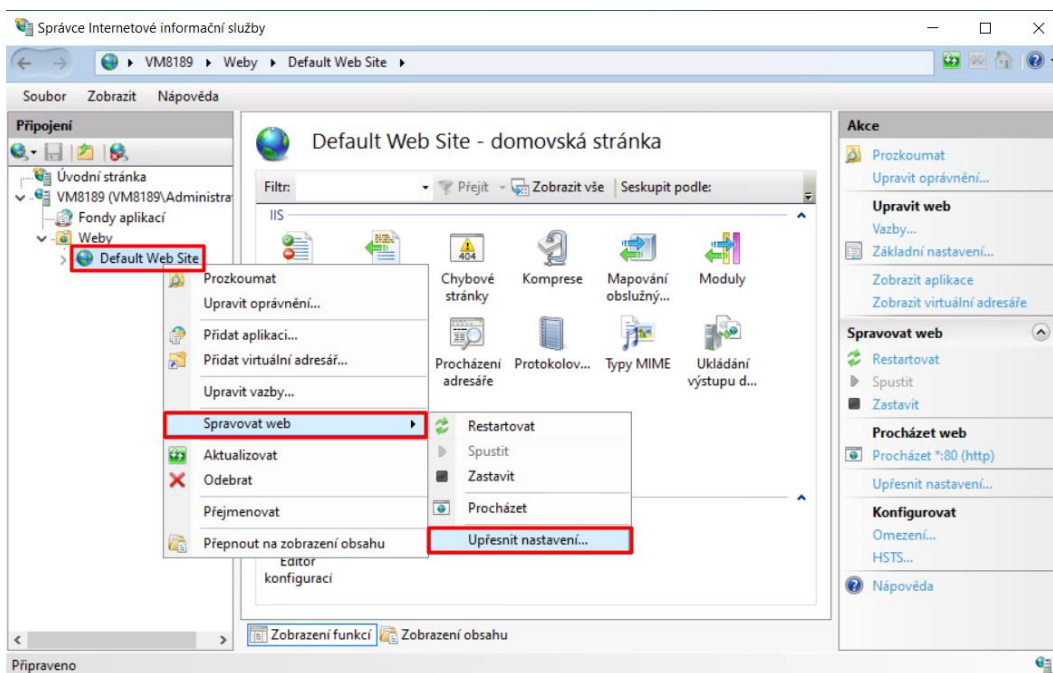 Správce Internetové informační služby
VM8189 Weby Default Web Site
Soubor Zobrazit Nápověda
Připojení
Úvodní stránka
VM8189 (VM8189\Administra
Fondy aplikací
Weby
Default Web Site
Default Web Site - domovská stránka
Filtr: Přejít Zobrazit vše Seskupit podle:
IIS
404
Chybové
stránky
Komprese
Mapování
obslužný...
Moduly
Procházení
adresáře
Protokolov...
Typy MIME
Ukládání
výstupu d...
Prozkoumat
Upravit oprávnění...
Přidat aplikaci...
Přidat virtuální adresář...
Upravit vazby...
Spravovat web
Aktualizovat
Odebrat
Přejmenovat
Přepnout na zobrazení obsahu
Restartovat
Spustit
Zastavit
Procházet
Upřesnit nastavení...
Editor
konfigurací
Zobrazení funkcí Zobrazení obsahu
Akce
Prozkoumat
Upravit oprávnění...
Upravit web
Vazby...
Základní nastavení...
Zobrazit aplikace
Zobrazit virtuální adresáře
Spravovat web
Restartovat
Spustit
Zastavit
Procházet web
Procházet *:80 (http)
Upřesnit nastavení...
Konfigurovat
Omezení...
HSTS...
Nápověda
Připraveno